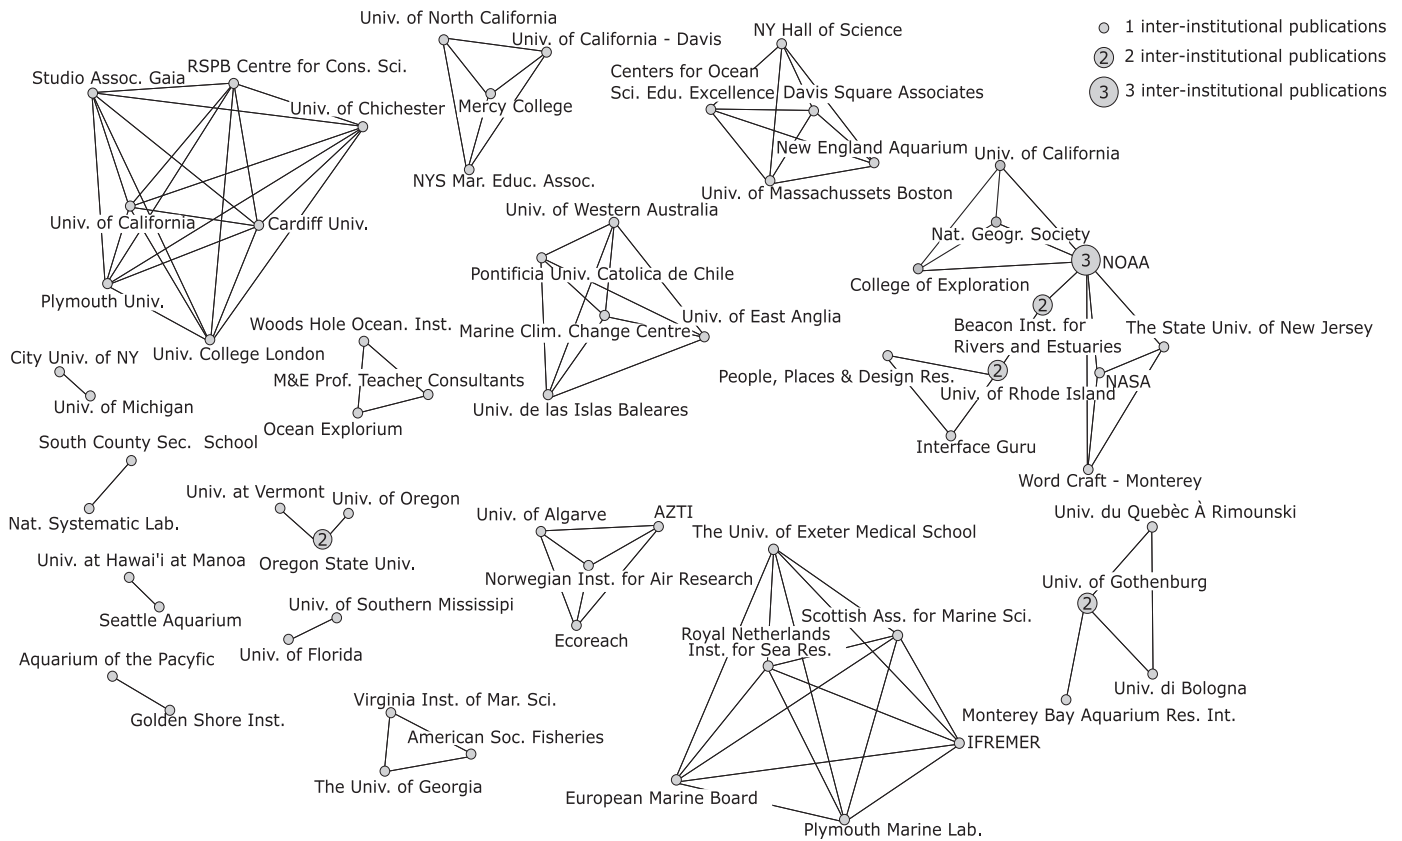 Univ. of North California
Univ. of California - Davis
Mercy College
NYS Mar. Educ. Assoc.
NY Hall of Science
Centers for Ocean
Sci. Edu. Excellence
Davis Square Associates
New England Aquarium
Univ. of Massachussets Boston
1 inter-institutional publications
2
2 inter-institutional publications
3
3 inter-institutional publications
Studio Assoc. Gaia
RSPB Centre for Cons. Sci.
Univ. of Chichester
Univ. of California
Cardiff Univ.
Plymouth Univ.
Univ. College London
Univ. of Western Australia
Pontificia Univ. Catolica de Chile
Marine Clim. Change Centre
Univ. of East Anglia
Univ. de las Islas Baleares
Univ. of California
Nat. Geogr. Society
3
NOAA
College of Exploration
2
Beacon Inst. for
Rivers and Estuaries
The State Univ. of New Jersey
People, Places & Design Res.
2
NASA
Univ. of Rhode Island
Interface Guru
Word Craft - Monterey
City Univ. of NY
Univ. of Michigan
Woods Hole Ocean. Inst.
M&E Prof. Teacher Consultants
Ocean Explorium
South County Sec.  School
Nat. Systematic Lab.
Univ. at Vermont
Univ. of Oregon
2
Oregon State Univ.
Univ. of Algarve
AZTI
Norwegian Inst. for Air Research
Ecoreach
Univ. at Hawai'i at Manoa
Seattle Aquarium
Univ. of Southern Mississipi
Univ. of Florida
Aquarium of the Pacyfic
Golden Shore Inst.
Virginia Inst. of Mar. Sci.
American Soc. Fisheries
The Univ. of Georgia
The Univ. of Exeter Medical School
Scottish Ass. for Marine Sci.
Royal Netherlands
Inst. for Sea Res.
IFREMER
European Marine Board
Plymouth Marine Lab.
Univ. du Quebèc À Rimounski
Univ. of Gothenburg
2
Univ. di Bologna
Monterey Bay Aquarium Res. Int.